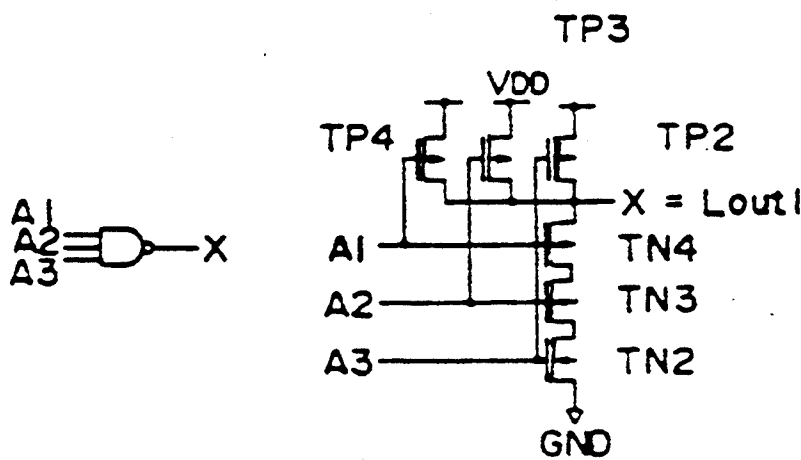 TP3
VDD
TP4
TP2
A1
A2
A3
X
X = Lout1
A1
TN4
A2
TN3
A3
TN2
GND